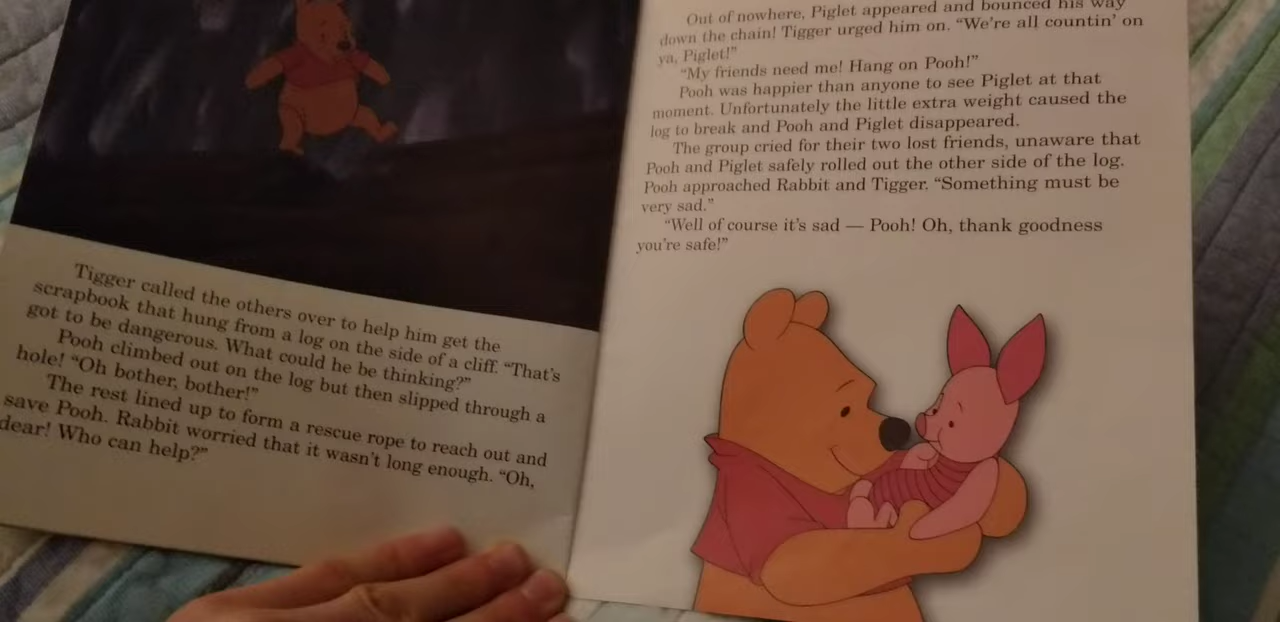 Tigger called the others over to help him get the
scrapbook that hung from a log on the side of a cliff. “That’s
got to be dangerous. What could he be thinking?”
Pooh climbed out on the log but then slipped through a
hole! “Oh bother, bother!”
The rest lined up to form a rescue rope to reach out and
save Pooh. Rabbit worried that it wasn’t long enough. “Oh,
dear! Who can help?”
Out of nowhere, Piglet appeared and bounced his way
down the chain! Tigger urged him on. “We’re all countin’ on
ya, Piglet!”
“My friends need me! Hang on Pooh!”
Pooh was happier than anyone to see Piglet at that
moment. Unfortunately the little extra weight caused the
log to break and Pooh and Piglet disappeared.
The group cried for their two lost friends, unaware that
Pooh and Piglet safely rolled out the other side of the log.
Pooh approached Rabbit and Tigger. “Something must be
very sad.”
“Well of course it’s sad — Pooh! Oh, thank goodness
you’re safe!”